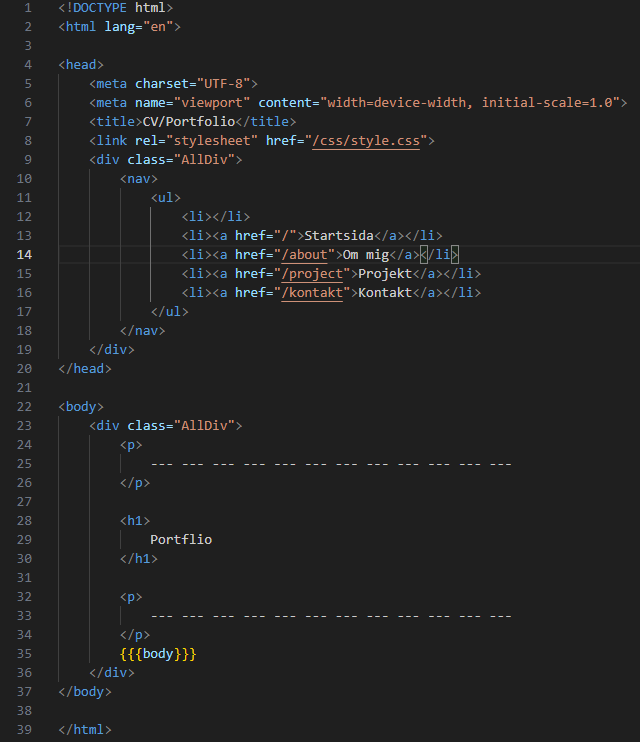 1 <!DOCTYPE html>
2 <html lang="en">
3
4 <head>
5     <meta charset="UTF-8">
6     <meta name="viewport" content="width=device-width, initial-scale=1.0">
7     <title>CV/Portfolio</title>
8     <link rel="stylesheet" href="/css/style.css">
9     <div class="AllDiv">
10         <nav>
11             <ul>
12                 <li></li>
13                 <li><a href="/">Startsida</a></li>
14                 <li><a href="/about">Om mig</a></li>
15                 <li><a href="/project">Projekt</a></li>
16                 <li><a href="/kontakt">Kontakt</a></li>
17             </ul>
18         </nav>
19     </div>
20 </head>
21
22 <body>
23     <div class="AllDiv">
24         <p>
25             --- --- --- --- --- --- --- --- --- --- --- ---
26         </p>
27
28         <h1>
29             Portflio
30         </h1>
31
32         <p>
33             --- --- --- --- --- --- --- --- --- --- --- ---
34         </p>
35         {{{body}}}
36     </div>
37 </body>
38
39 </html>